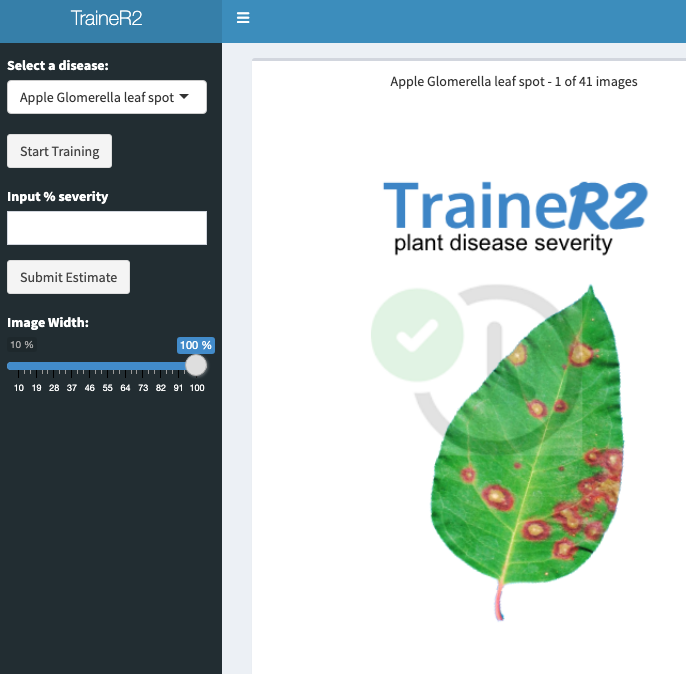 TraineR2
Select a disease:
Apple Glomerella leaf spot
Start Training
Input % severity
Submit Estimate
Image Width:
10 %
100 %
10 19 28 37 46 55 64 73 82 91 100
Apple Glomerella leaf spot - 1 of 41 images
TraineR2
plant disease severity